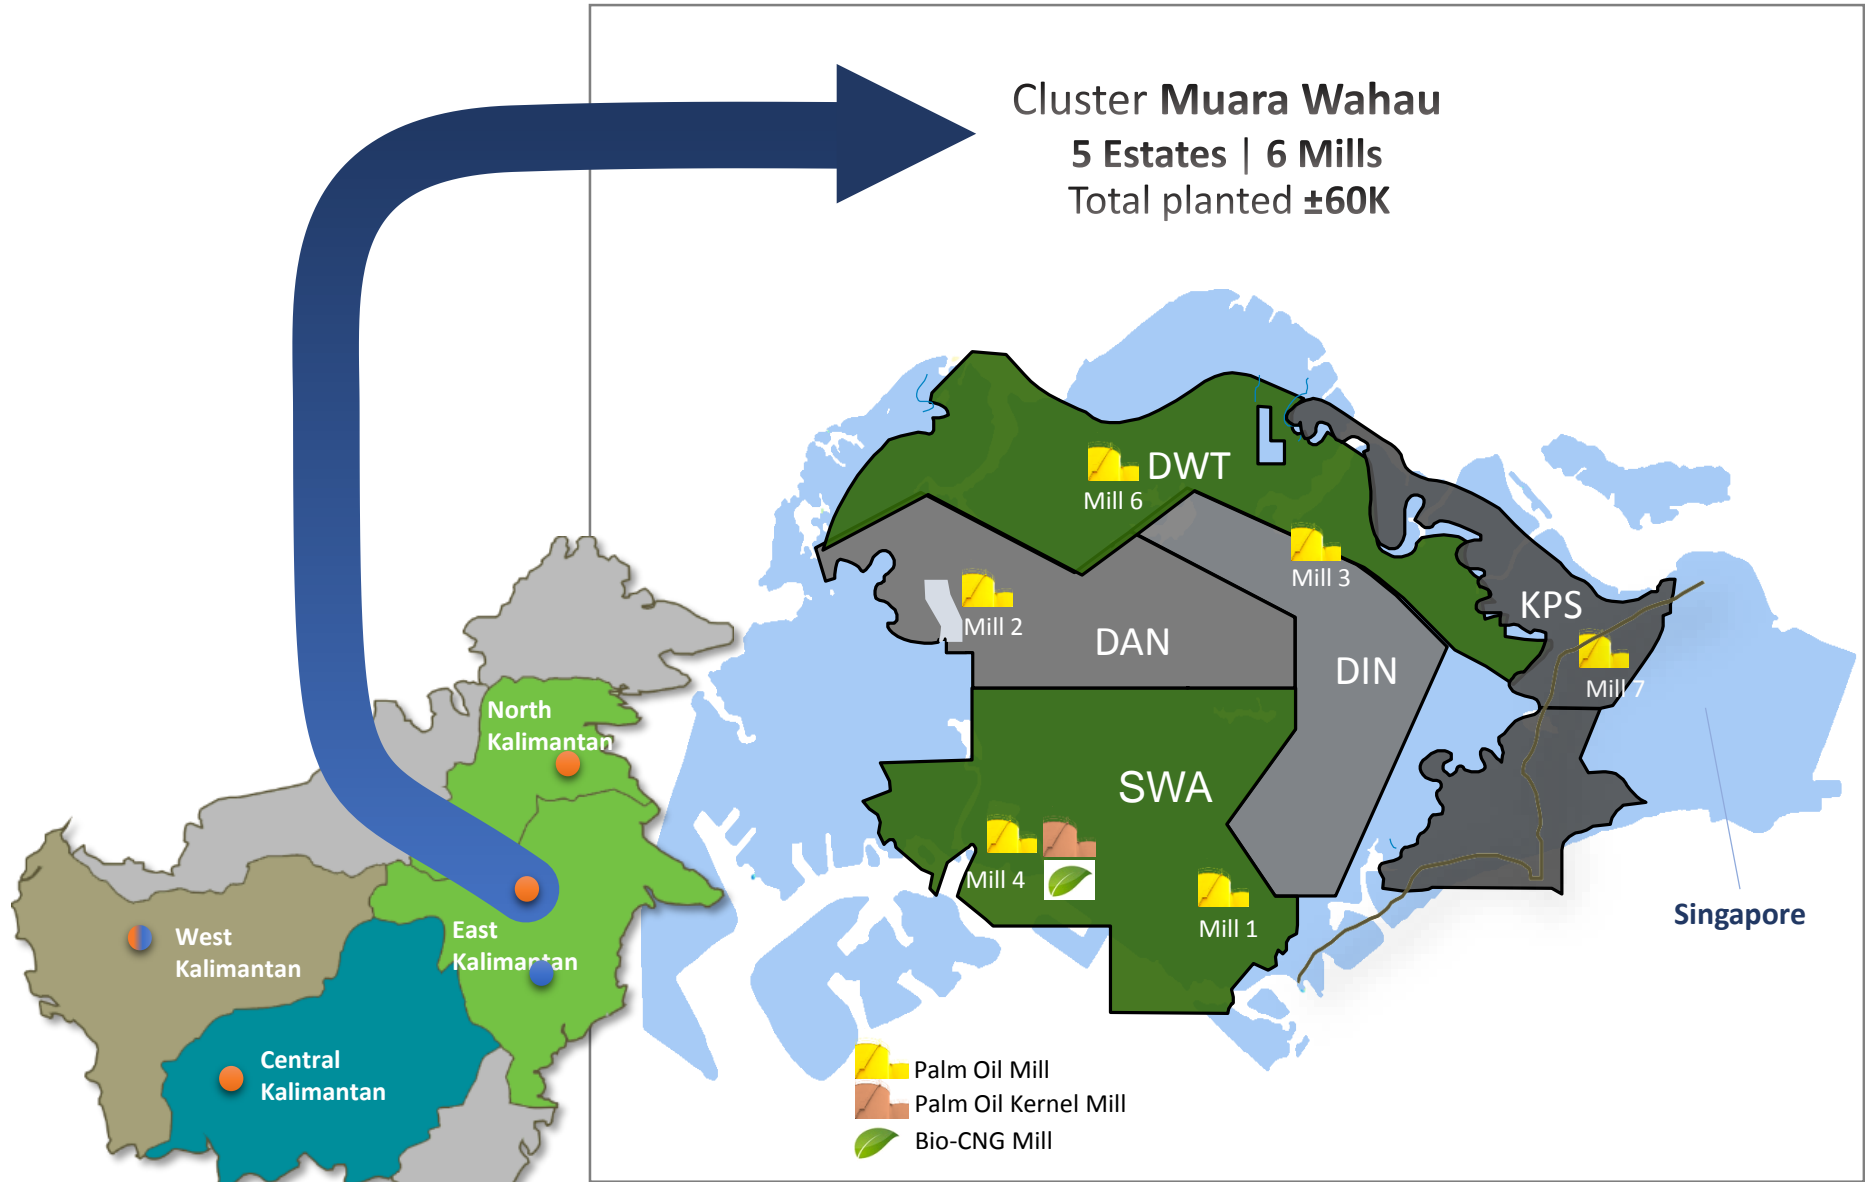 Cluster Muara Wahau
5 Estates | 6 Mills
Total planted ±60K
DWT
Mill 6
Mill 3
KPS
Mill 2
DAN
DIN
Mill 7
SWA
Mill 4
Mill 1
Singapore
North
Kalimantan
East
Kalimantan
West
Kalimantan
Central
Kalimantan
Palm Oil Mill
Palm Oil Kernel Mill
Bio-CNG Mill